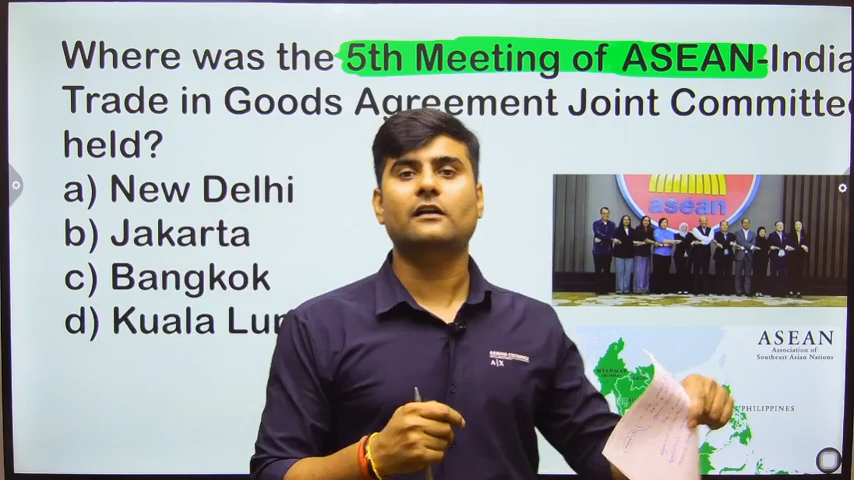 Where was the 5th Meeting of ASEAN-India
Trade in Goods Agreement Joint Committee
held?
a) New Delhi
b) Jakarta
c) Bangkok
d) Kuala Lum
asean
ASEAN
Association of
Southeast Asian Nations
MYANMAR
PHILIPPINES
A|X